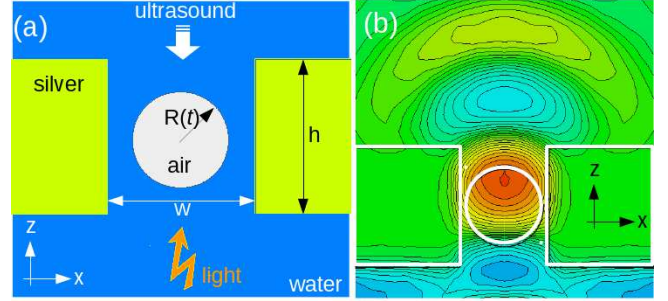 (a)
ultrasound
silver
R(t)
air
h
w
z
x
light
water
(b)
z
x